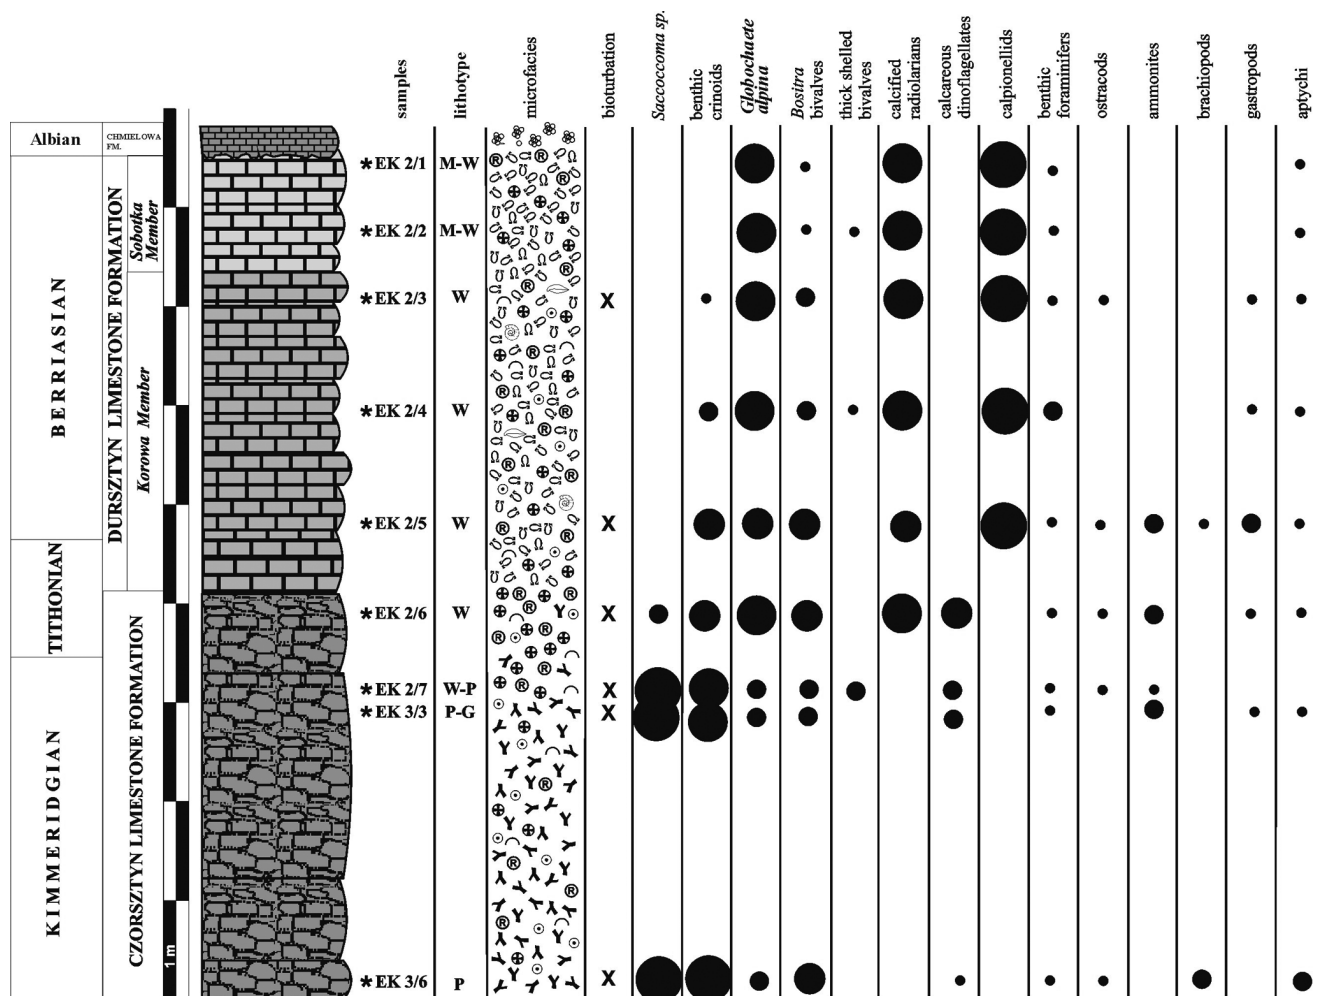 samples
lithotype
microfacies
bioturbation
Saccoccoma sp.
benthic
crinoids
Globochaete
alpina
Bositra
bivalves
thick shelled
bivalves
calcified
radiolarians
calcareous
dinoflagellates
calpionellids
benthic
foraminifers
ostracods
ammonites
brachiopods
gastropods
aptychi
Albian
CHMIELOWA
FM.
BERRIASIAN
TITHONIAN
KIMMERIDGIAN
DURSZTYN LIMESTONE FORMATION
CZORSZTYN LIMESTONE FORMATION
Sobotka
Member
Korowa Member
1 m
*EK 2/1 M-W
*EK 2/2 M-W
*EK 2/3 W X
*EK 2/4 W
*EK 2/5 W X
*EK 2/6 W X
*EK 2/7 W-P X
*EK 3/3 P-G X
*EK 3/6 P X